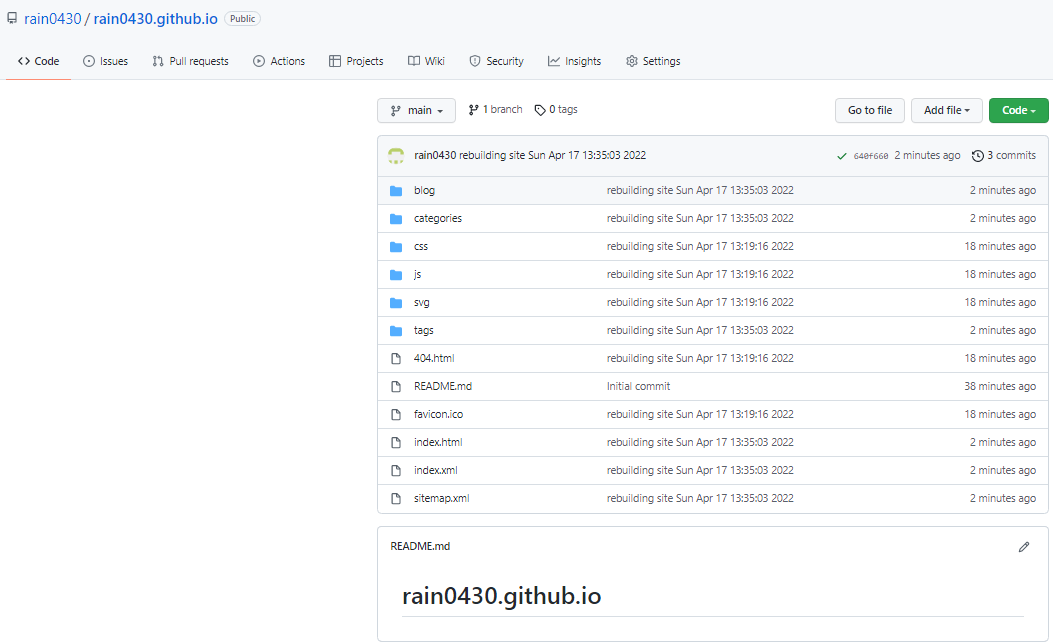 rain0430 / rain0430.github.io Public
Code Issues Pull requests Actions Projects Wiki Security Insights Settings
main 1 branch 0 tags Go to file Add file Code
rain0430 rebuilding site Sun Apr 17 13:35:03 2022 640f660 2 minutes ago 3 commits
blog rebuilding site Sun Apr 17 13:35:03 2022 2 minutes ago
categories rebuilding site Sun Apr 17 13:35:03 2022 2 minutes ago
css rebuilding site Sun Apr 17 13:19:16 2022 18 minutes ago
js rebuilding site Sun Apr 17 13:19:16 2022 18 minutes ago
svg rebuilding site Sun Apr 17 13:19:16 2022 18 minutes ago
tags rebuilding site Sun Apr 17 13:35:03 2022 2 minutes ago
404.html rebuilding site Sun Apr 17 13:19:16 2022 18 minutes ago
README.md Initial commit 38 minutes ago
favicon.ico rebuilding site Sun Apr 17 13:19:16 2022 18 minutes ago
index.html rebuilding site Sun Apr 17 13:35:03 2022 2 minutes ago
index.xml rebuilding site Sun Apr 17 13:35:03 2022 2 minutes ago
sitemap.xml rebuilding site Sun Apr 17 13:35:03 2022 2 minutes ago
README.md
rain0430.github.io